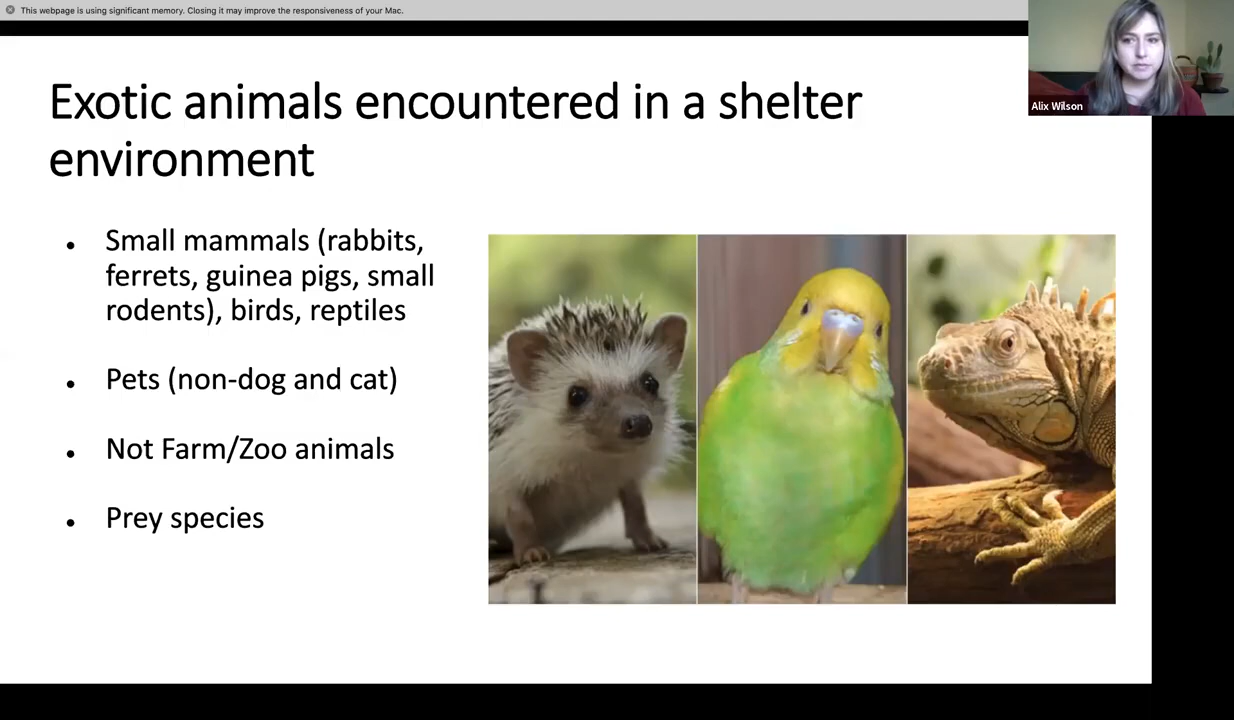 This webpage is using significant memory. Closing it may improve the responsiveness of your Mac.
Alix Wilson
Exotic animals encountered in a shelter
environment
• Small mammals (rabbits,
ferrets, guinea pigs, small
rodents), birds, reptiles
• Pets (non-dog and cat)
• Not Farm/Zoo animals
• Prey species